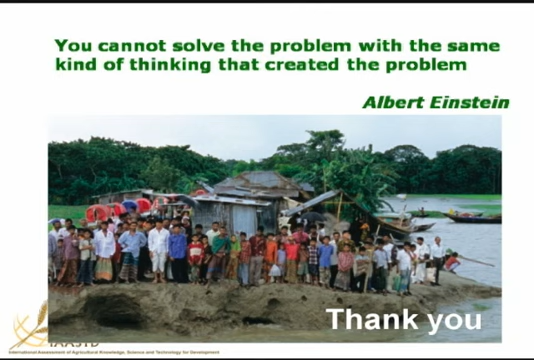 You cannot solve the problem with the same
kind of thinking that created the problem
Albert Einstein
Thank you
IAASTD
International Assessment of Agricultural Knowledge, Science and Technology for Development